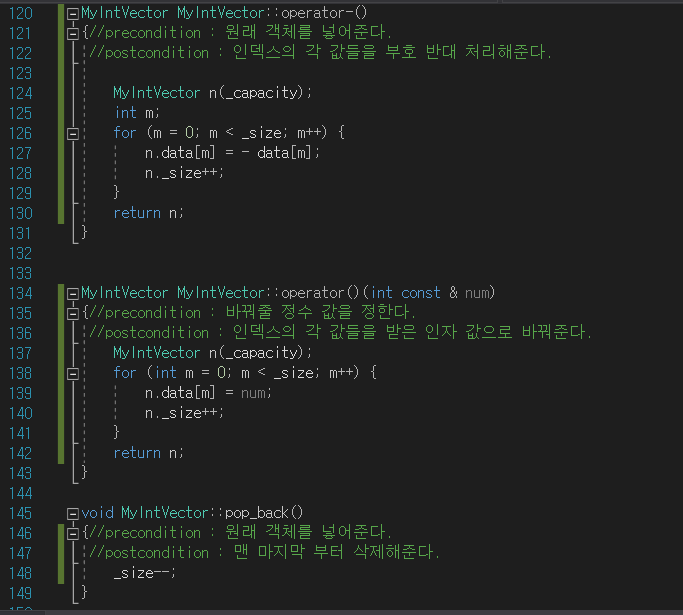 120 MyIntVector MyIntVector::operator-()
121 {//precondition : 원래 객체를 넣어준다.
122 //postcondition : 인덱스의 각 값들을 부호 반대 처리해준다.
123
124 MyIntVector n(_capacity);
125 int m;
126 for (m = 0; m < _size; m++) {
127 n.data[m] = - data[m];
128 n._size++;
129 }
130 return n;
131 }
132
133
134 MyIntVector MyIntVector::operator()(int const & num)
135 {//precondition : 바꿔줄 정수 값을 정한다.
136 //postcondition : 인덱스의 각 값들을 받은 인자 값으로 바꿔준다.
137 MyIntVector n(_capacity);
138 for (int m = 0; m < _size; m++) {
139 n.data[m] = num;
140 n._size++;
141 }
142 return n;
143 }
144
145 void MyIntVector::pop_back()
146 {//precondition : 원래 객체를 넣어준다.
147 //postcondition : 맨 마지막 부터 삭제해준다.
148 _size--;
149 }